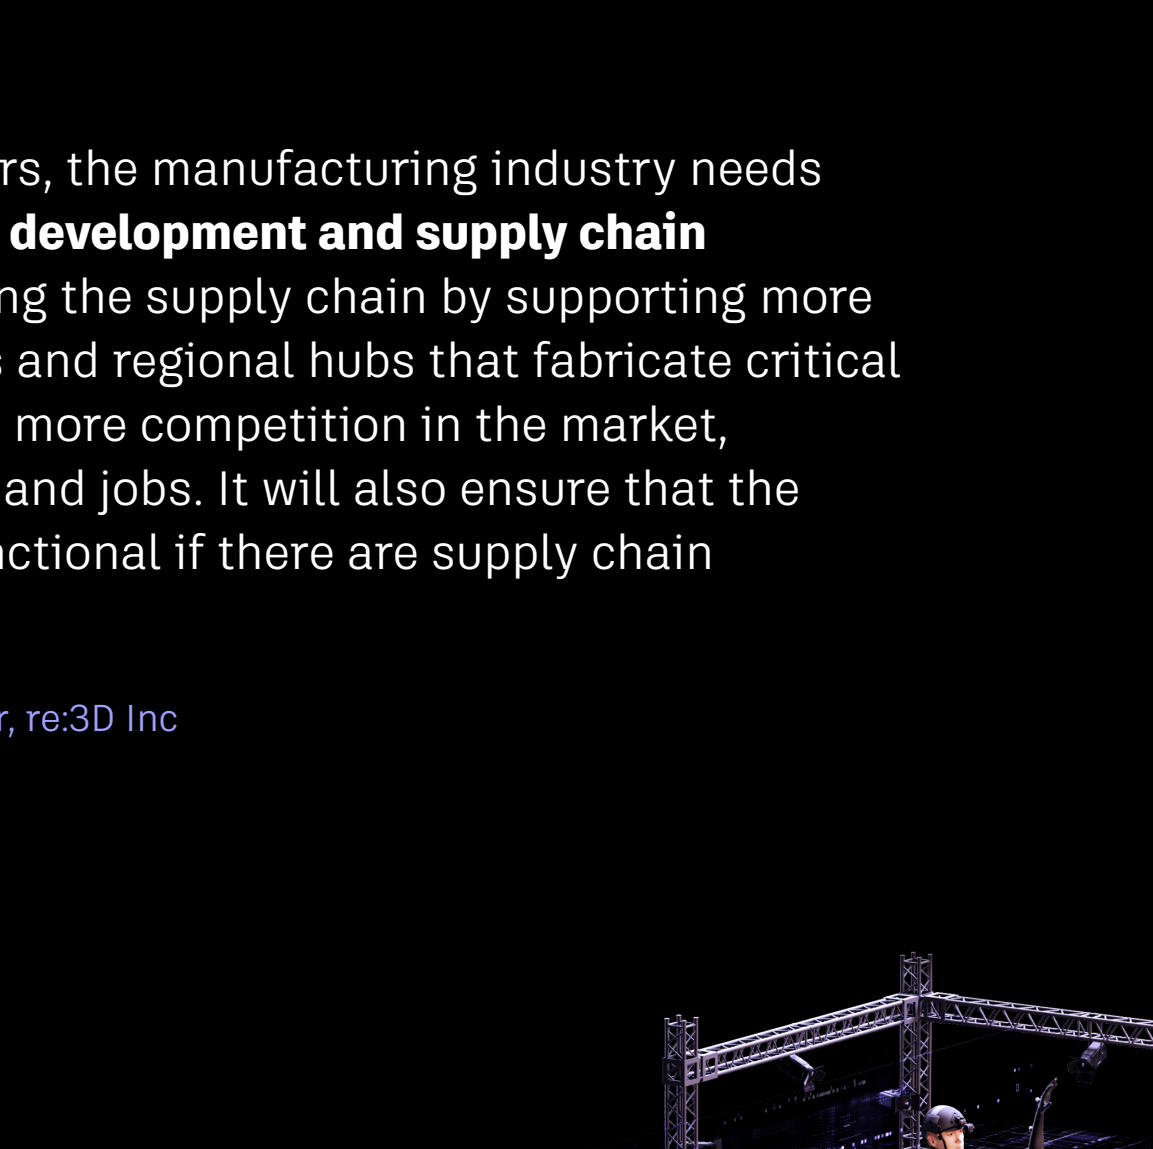 rs, the manufacturing industry needs
development and supply chain
ng the supply chain by supporting more
and regional hubs that fabricate critical
more competition in the market,
and jobs. It will also ensure that the
nctional if there are supply chain
r, re:3D Inc